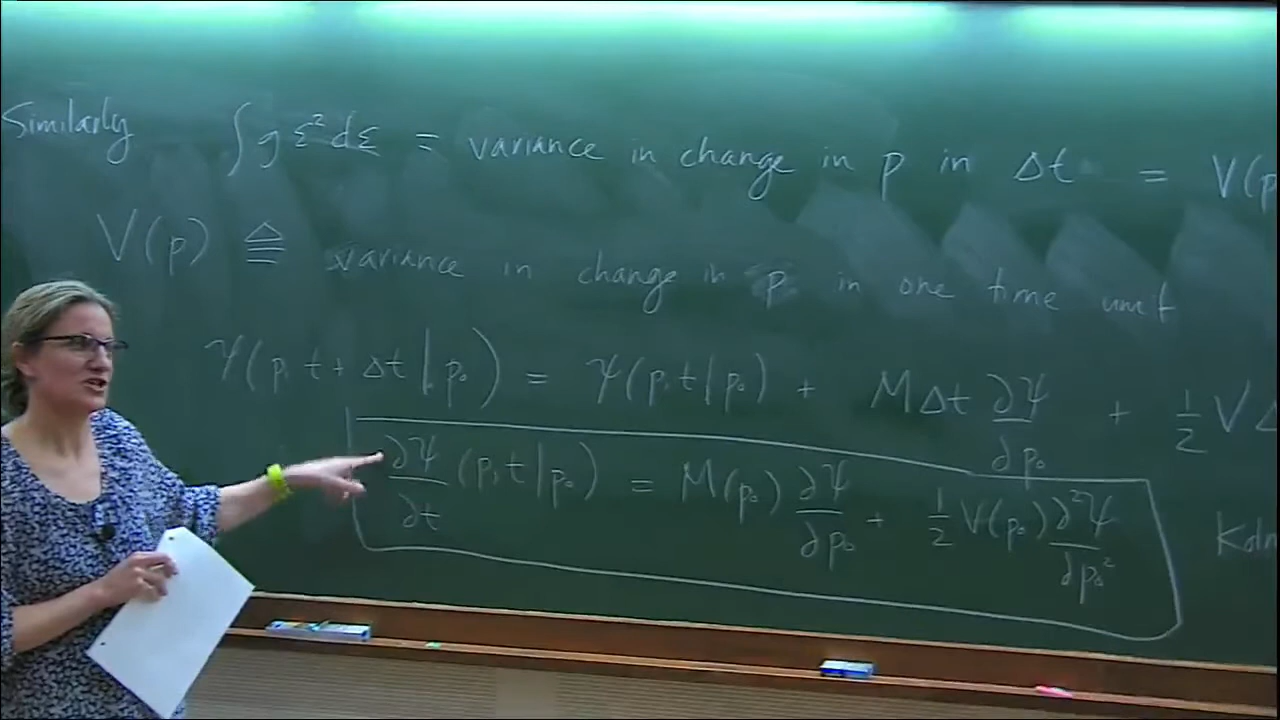 Similarly ∫ g ε² dε = variance in change in p in Δt = V(p
V(p) ≙ variance in change in p in one time unit
ψ(p, t + Δt | p₀) = ψ(p, t | p₀) + MΔt ∂ψ/∂p₀ + 1/2 V Δ
∂ψ/∂t (p, t | p₀) = M(p₀) ∂ψ/∂p₀ + 1/2 V(p₀) ∂²ψ/∂p₀²